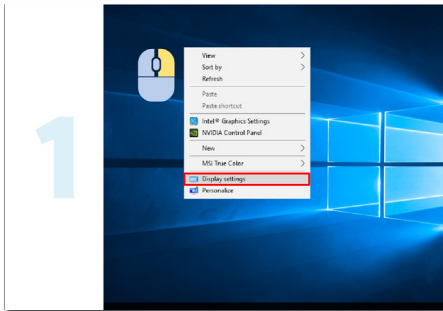 1
View
Sort by
Refresh
Paste
Paste shortcut
Intel® Graphics Settings
NVIDIA Control Panel
New
MSI True Color
Display settings
Personalize